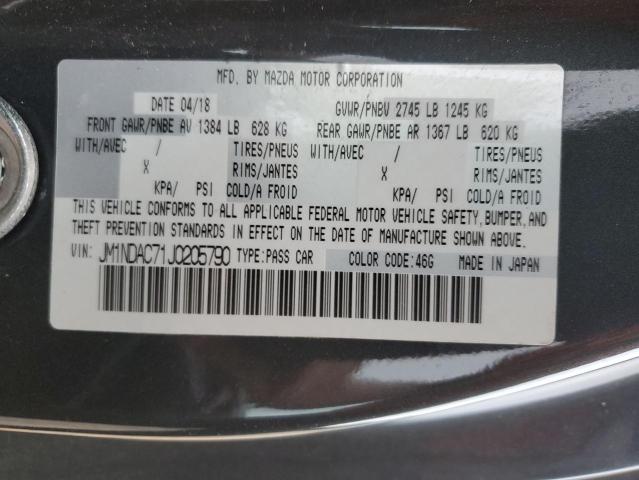 MFD. BY MAZDA MOTOR CORPORATION
DATE 04/18 GVWR/PNBV 2745 LB 1245 KG
FRONT GAWR/PNBE AV 1384 LB 628 KG REAR GAWR/PNBE AR 1367 LB 620 KG
WITH/AVEC / TIRES/PNEUS WITH/AVEC / TIRES/PNEUS
X RIMS/JANTES X RIMS/JANTES
KPA/ PSI COLD/A FROID KPA/ PSI COLD/A FROID
THIS VEHICLE CONFORMS TO ALL APPLICABLE FEDERAL MOTOR VEHICLE SAFETY, BUMPER, AND
THEFT PREVENTION STANDARDS IN EFFECT ON THE DATE OF MANUFACTURE SHOWN ABOVE.
VIN: JM1NDAC71J0205790 TYPE:PASS CAR COLOR CODE:46G MADE IN JAPAN